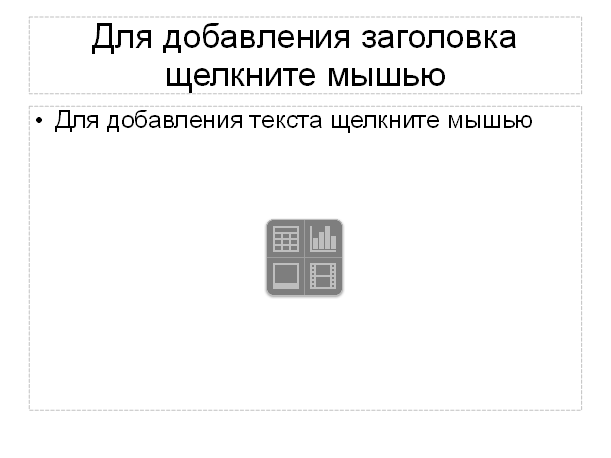 Для добавления заголовка
щелкните мышью
• Для добавления текста щелкните мышью